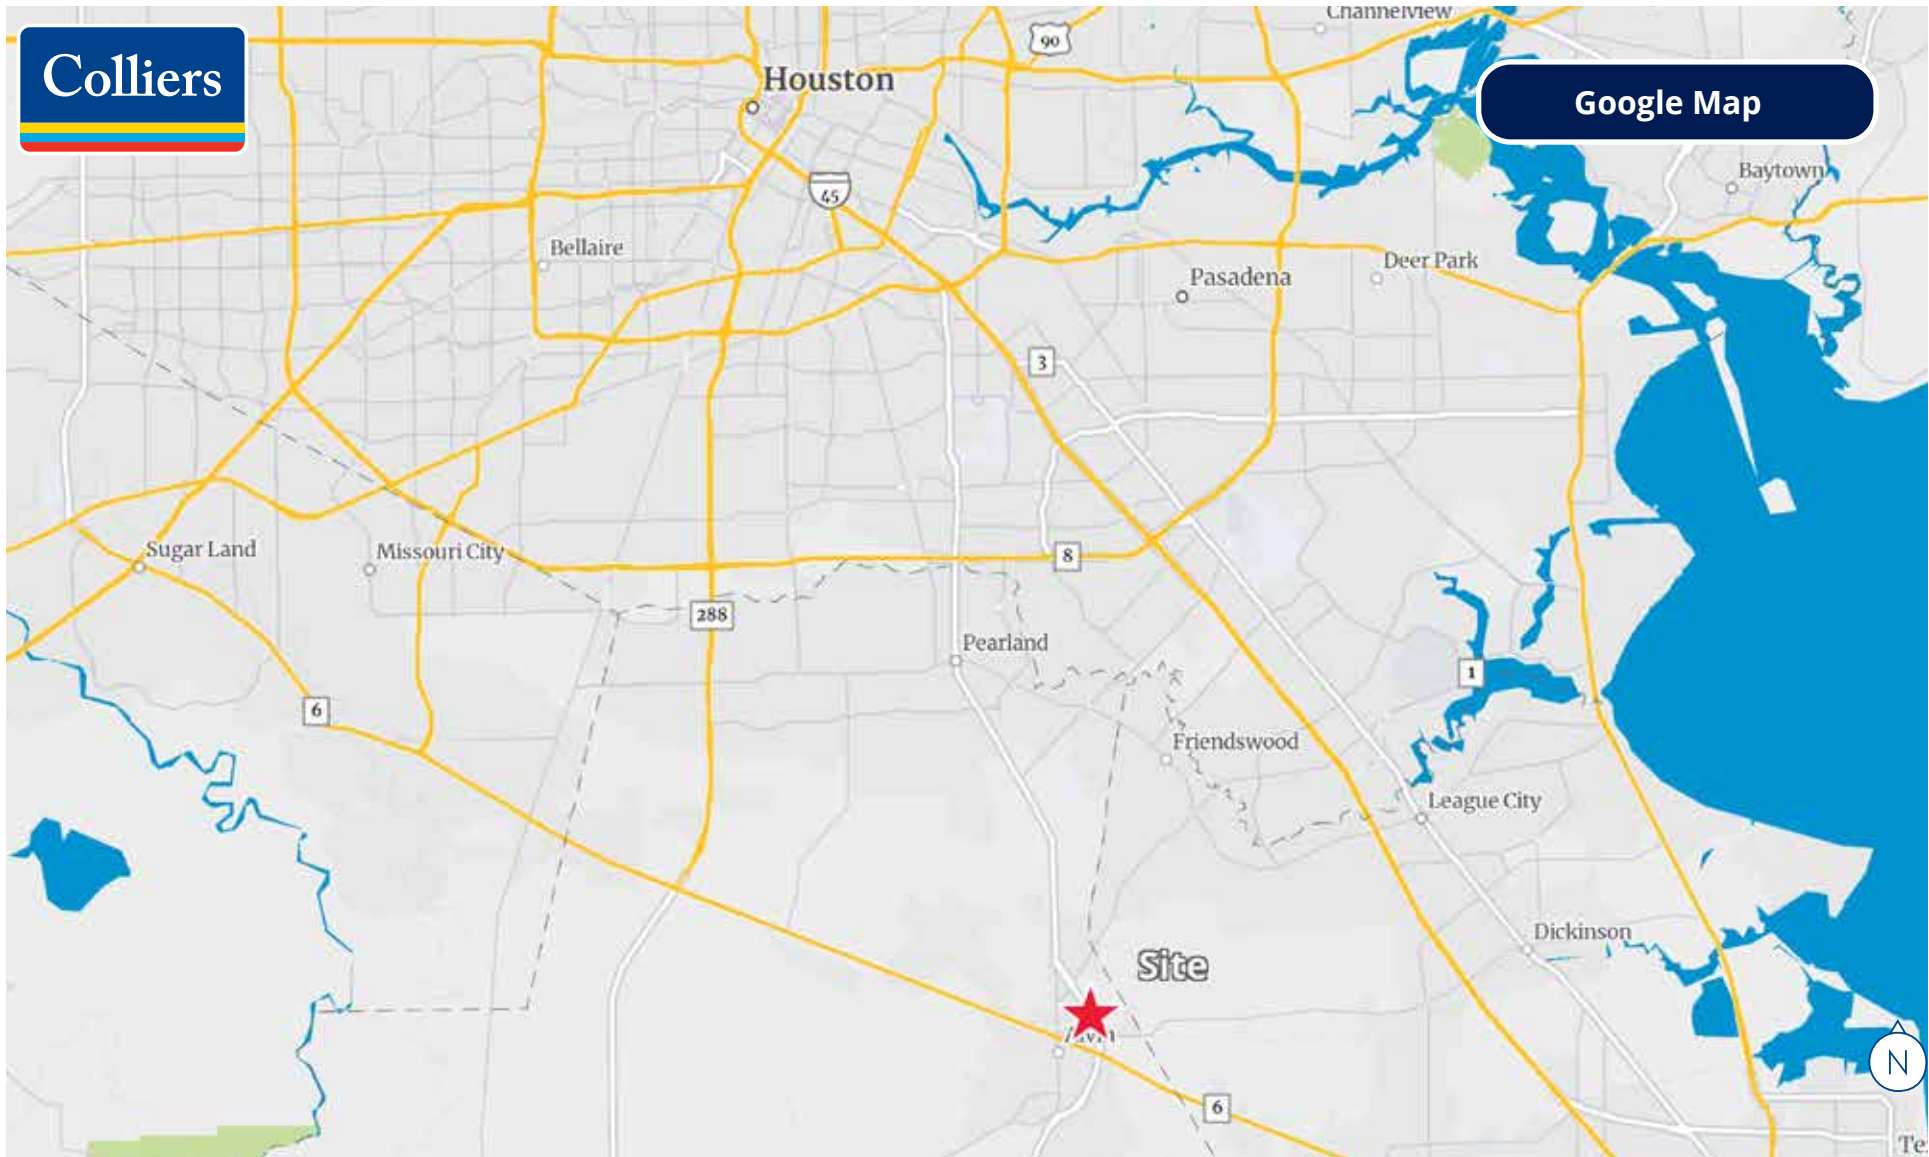 Channelview
90
Colliers
Houston
Google Map
Baytown
45
Bellaire
Deer Park
Pasadena
3
Sugar Land
Missouri City
8
288
Pearland
1
6
Friendswood
League City
Dickinson
Site
N
6